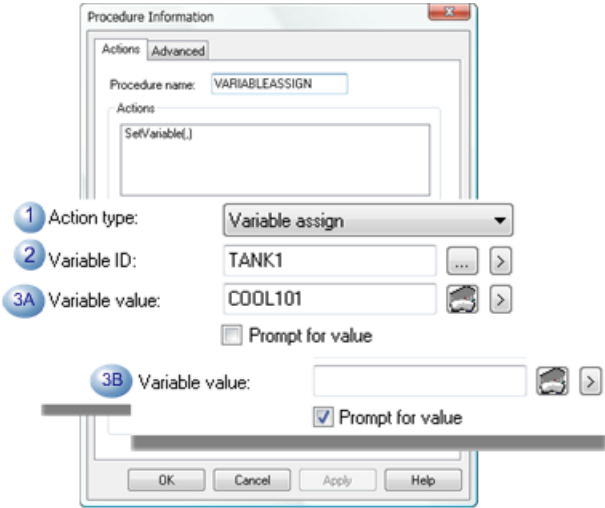 Procedure Information
Actions Advanced
Procedure name: VARIABLEASSIGN
Actions
SetVariable(,)
1 Action type: Variable assign
2 Variable ID: TANK1 ... >
3A Variable value: COOL101 >
Prompt for value
3B Variable value: >
Prompt for value
OK Cancel Apply Help